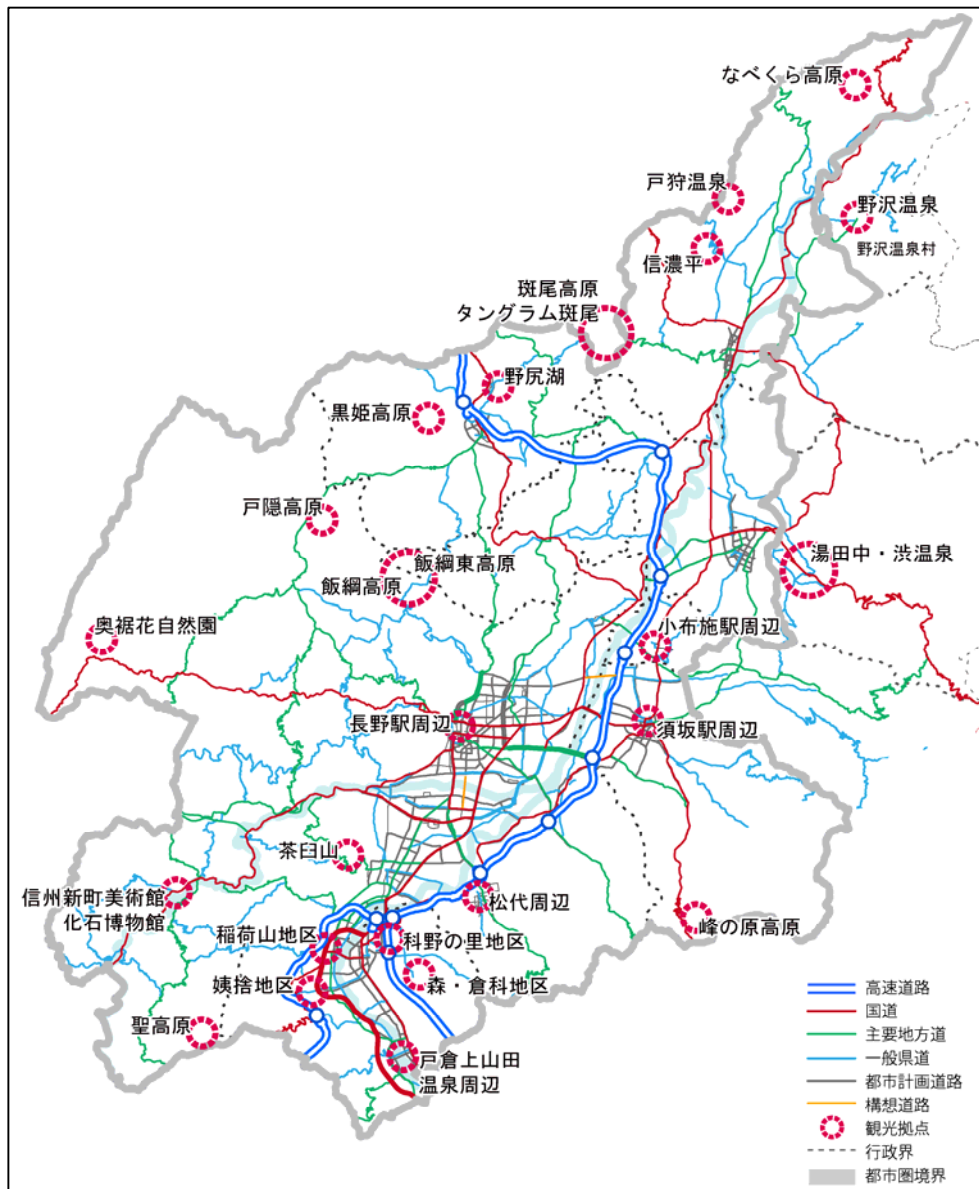 なべくら高原
戸狩温泉
野沢温泉
野沢温泉村
信濃平
斑尾高原
タングラム斑尾
野尻湖
黒姫高原
戸隠高原
飯綱東高原
飯綱高原
湯田中・渋温泉
奥裾花自然園
小布施駅周辺
長野駅周辺
須坂駅周辺
茶臼山
信州新町美術館
化石博物館
松代周辺
峰の原高原
稲荷山地区
科野の里地区
姨捨地区
森・倉科地区
聖高原
戸倉上山田
温泉周辺
高速道路
国道
主要地方道
一般県道
都市計画道路
構想道路
観光拠点
行政界
都市圏境界